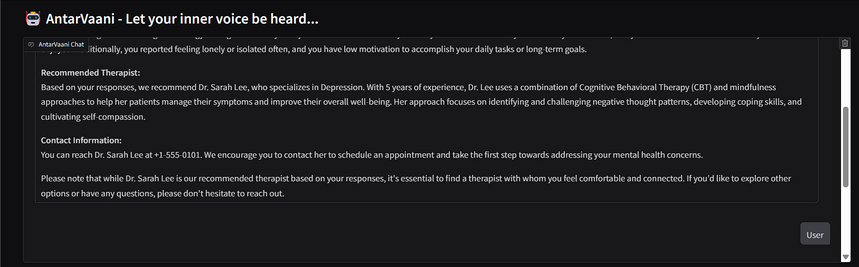 AntarVaani - Let your inner voice be heard...
AntarVaani Chat
itionally, you reported feeling lonely or isolated often, and you have low motivation to accomplish your daily tasks or long-term goals.
Recommended Therapist:
Based on your responses, we recommend Dr. Sarah Lee, who specializes in Depression. With 5 years of experience, Dr. Lee uses a combination of Cognitive Behavioral Therapy (CBT) and mindfulness
approaches to help her patients manage their symptoms and improve their overall well-being. Her approach focuses on identifying and challenging negative thought patterns, developing coping skills, and
cultivating self-compassion.
Contact Information:
You can reach Dr. Sarah Lee at +1-555-0101. We encourage you to contact her to schedule an appointment and take the first step towards addressing your mental health concerns.
Please note that while Dr. Sarah Lee is our recommended therapist based on your responses, it's essential to find a therapist with whom you feel comfortable and connected. If you'd like to explore other
options or have any questions, please don't hesitate to reach out.
User